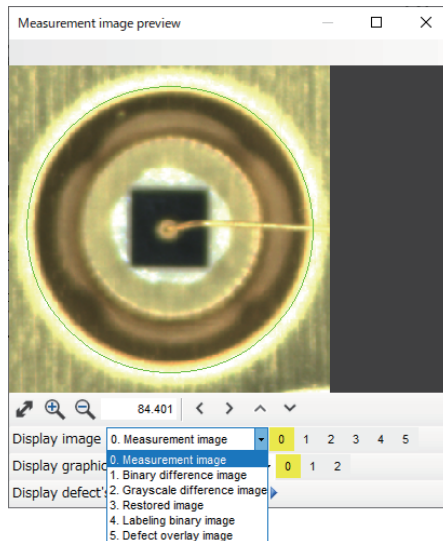 Measurement image preview
84.401
Display image 0. Measurement image 0 1 2 3 4 5
0. Measurement image
Display graphic 0 1 2
1. Binary difference image
2. Grayscale difference image
Display defect's
3. Restored image
4. Labeling binary image
5. Defect overlay image